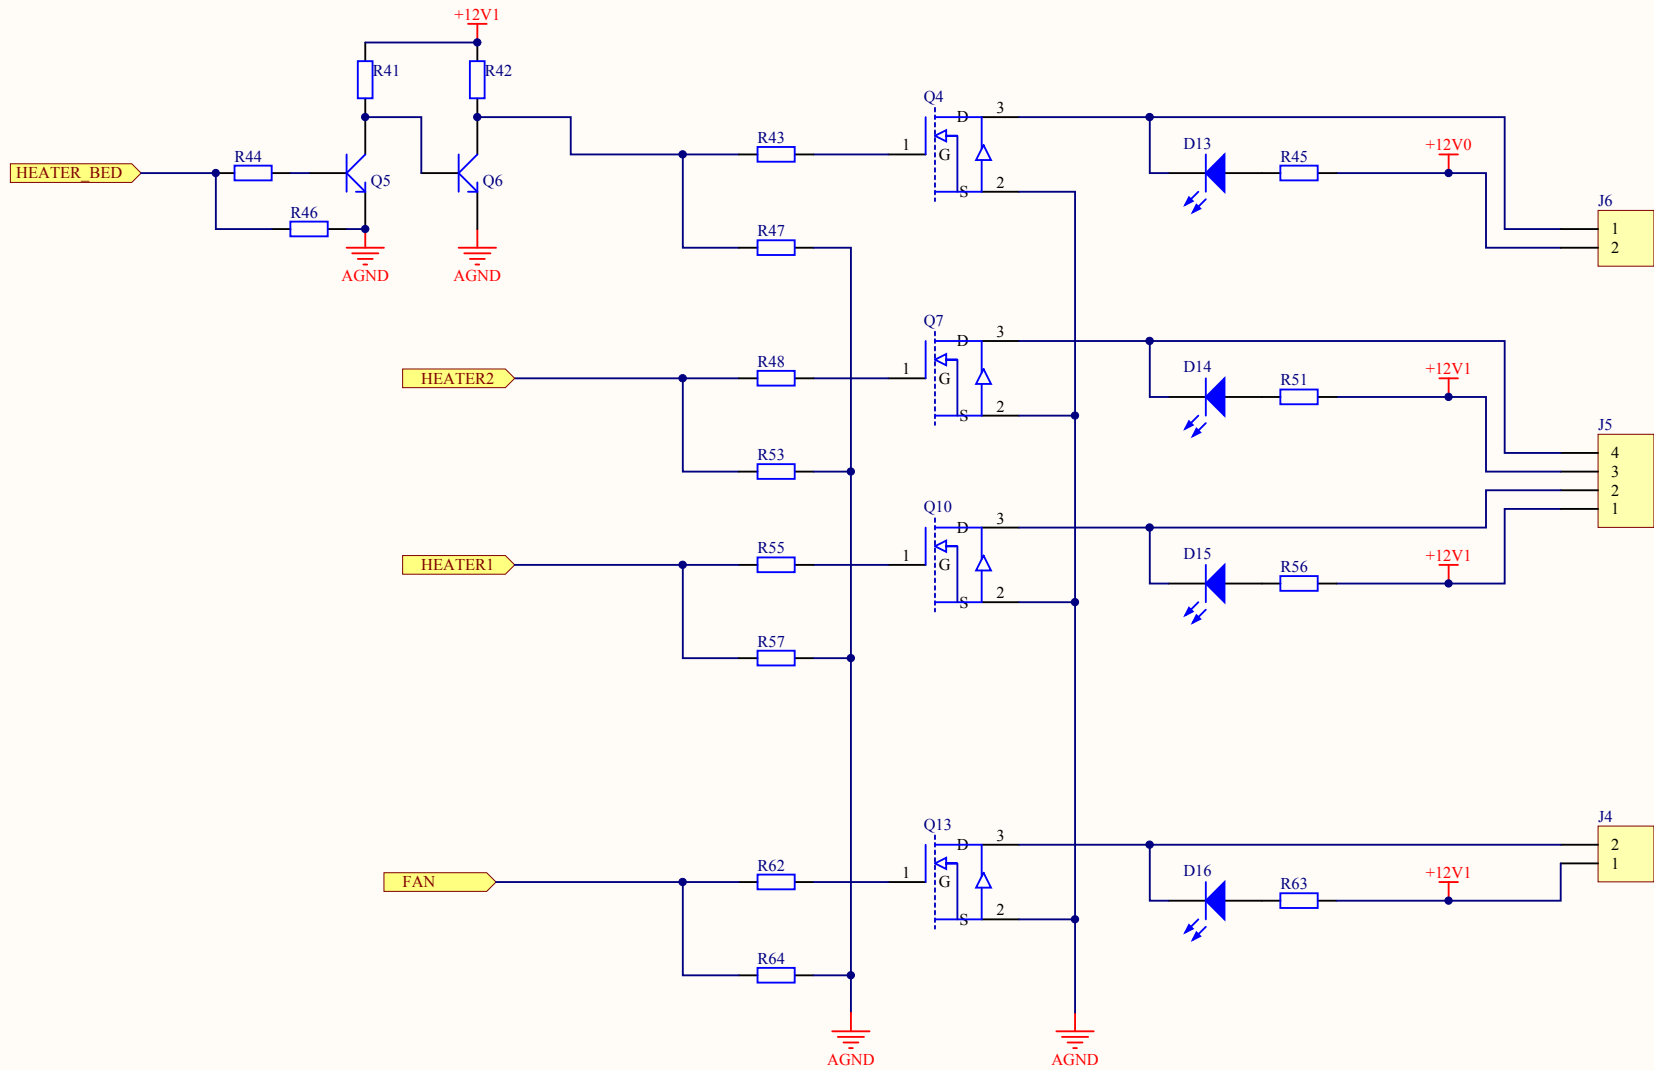 +12V1
R41
R42
Q4
3
D
R43
1
G
D13
R45
+12V0
HEATER_BED
R44
Q5
Q6
2
S
R46
J6
1
2
R47
AGND
AGND
Q7
3
D
HEATER2
R48
1
G
D14
R51
+12V1
2
S
J5
4
3
2
1
R53
Q10
3
D
HEATER1
R55
1
G
D15
R56
+12V1
2
S
R57
Q13
3
D
J4
2
1
FAN
R62
1
G
D16
R63
+12V1
2
S
R64
AGND
AGND